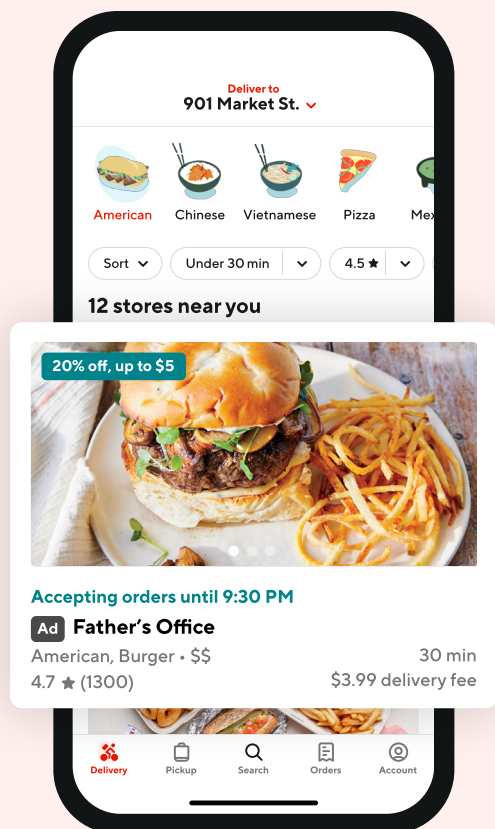 Deliver to
901 Market St.
American Chinese Vietnamese Pizza Mex
Sort Under 30 min 4.5 ★
12 stores near you
20% off, up to $5
Accepting orders until 9:30 PM
Ad Father's Office
American, Burger • $$ 30 min
4.7 ★ (1300) $3.99 delivery fee
Delivery Pickup Search Orders Account